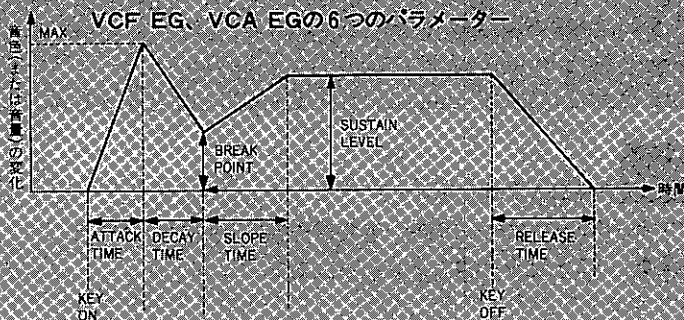 VCF EG、VCA EGの6つのパラメーター
音色(または音量)の変化
MAX
BREAK
POINT
SUSTAIN
LEVEL
時間
ATTACK
TIME
DECAY
TIME
SLOPE
TIME
RELEASE
TIME
KEY
ON
KEY
OFF